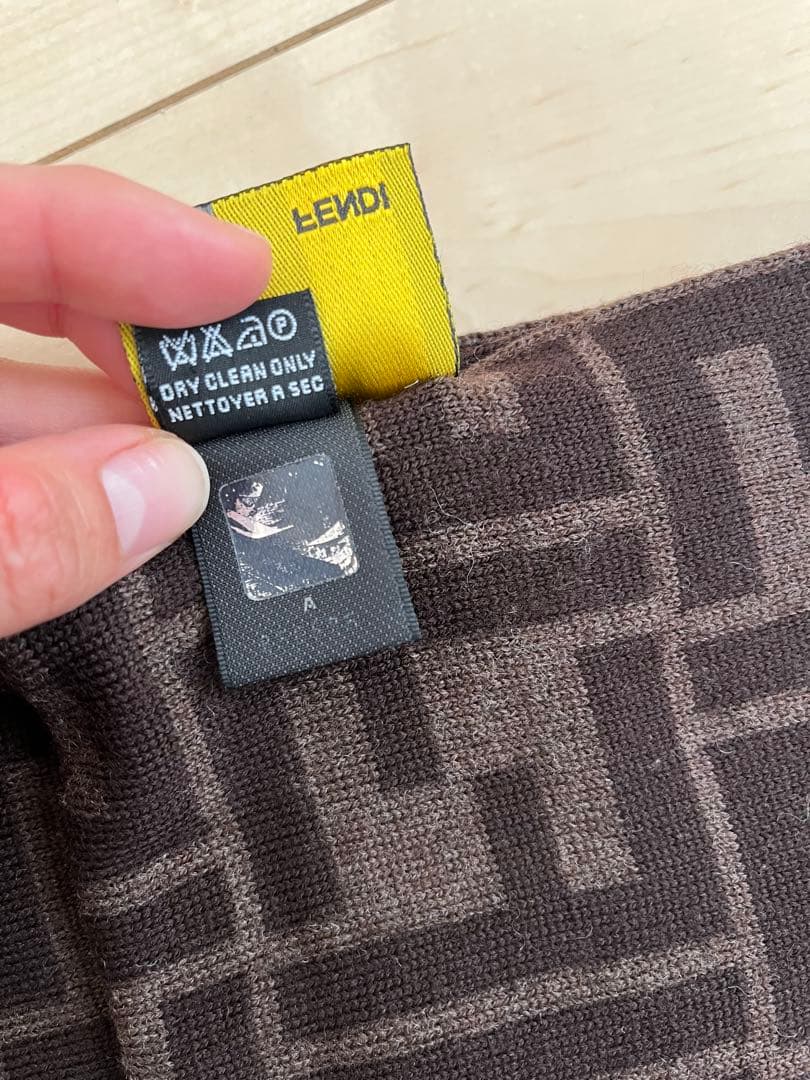 FENDI
DRY CLEAN ONLY
NETTOYER A SEC
P
A